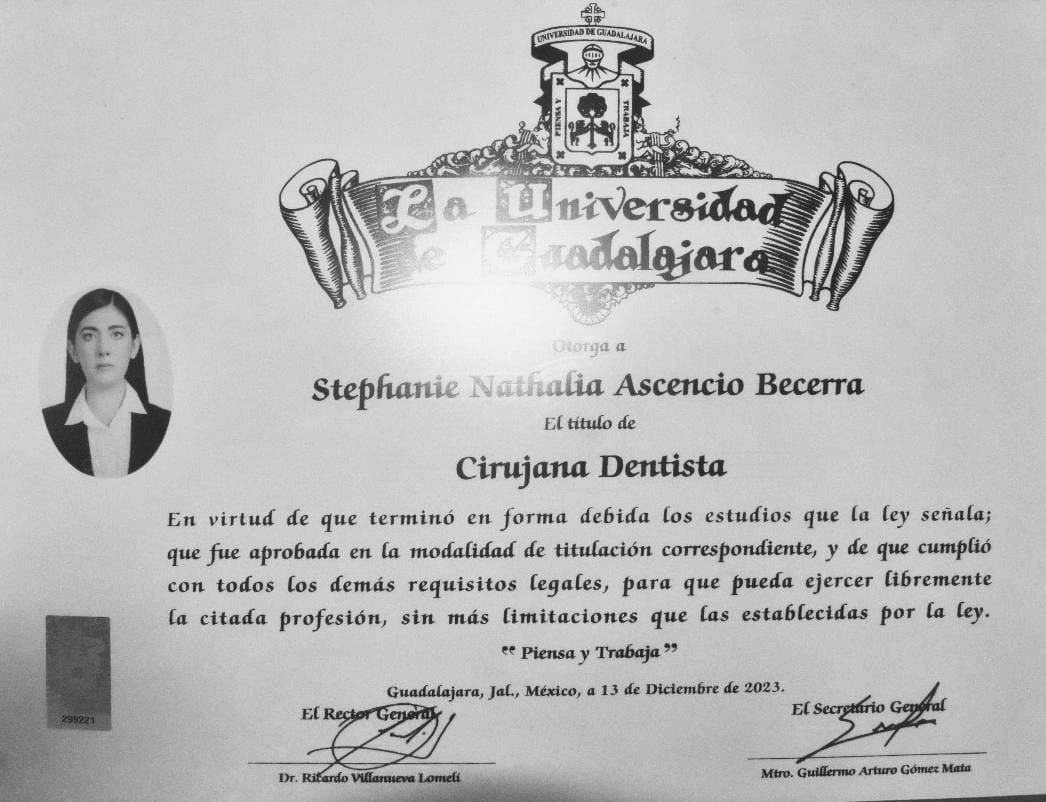 UNIVERSIDAD DE GUADALAJARA
PIENSA Y
TRABAJA
La Universidad
de Guadalajara
Otorga a
Stephanie Nathalia Ascencio Becerra
El título de
Cirujana Dentista
En virtud de que terminó en forma debida los estudios que la ley señala;
que fue aprobada en la modalidad de titulación correspondiente, y de que cumplió
con todos los demás requisitos legales, para que pueda ejercer libremente
la citada profesión, sin más limitaciones que las establecidas por la ley.
“ Piensa y Trabaja ”
Guadalajara, Jal., México, a 13 de Diciembre de 2023.
El Rector General
El Secretario General
Dr. Ricardo Villanueva Lomelí
Mtro. Guillermo Arturo Gómez Mata
299221